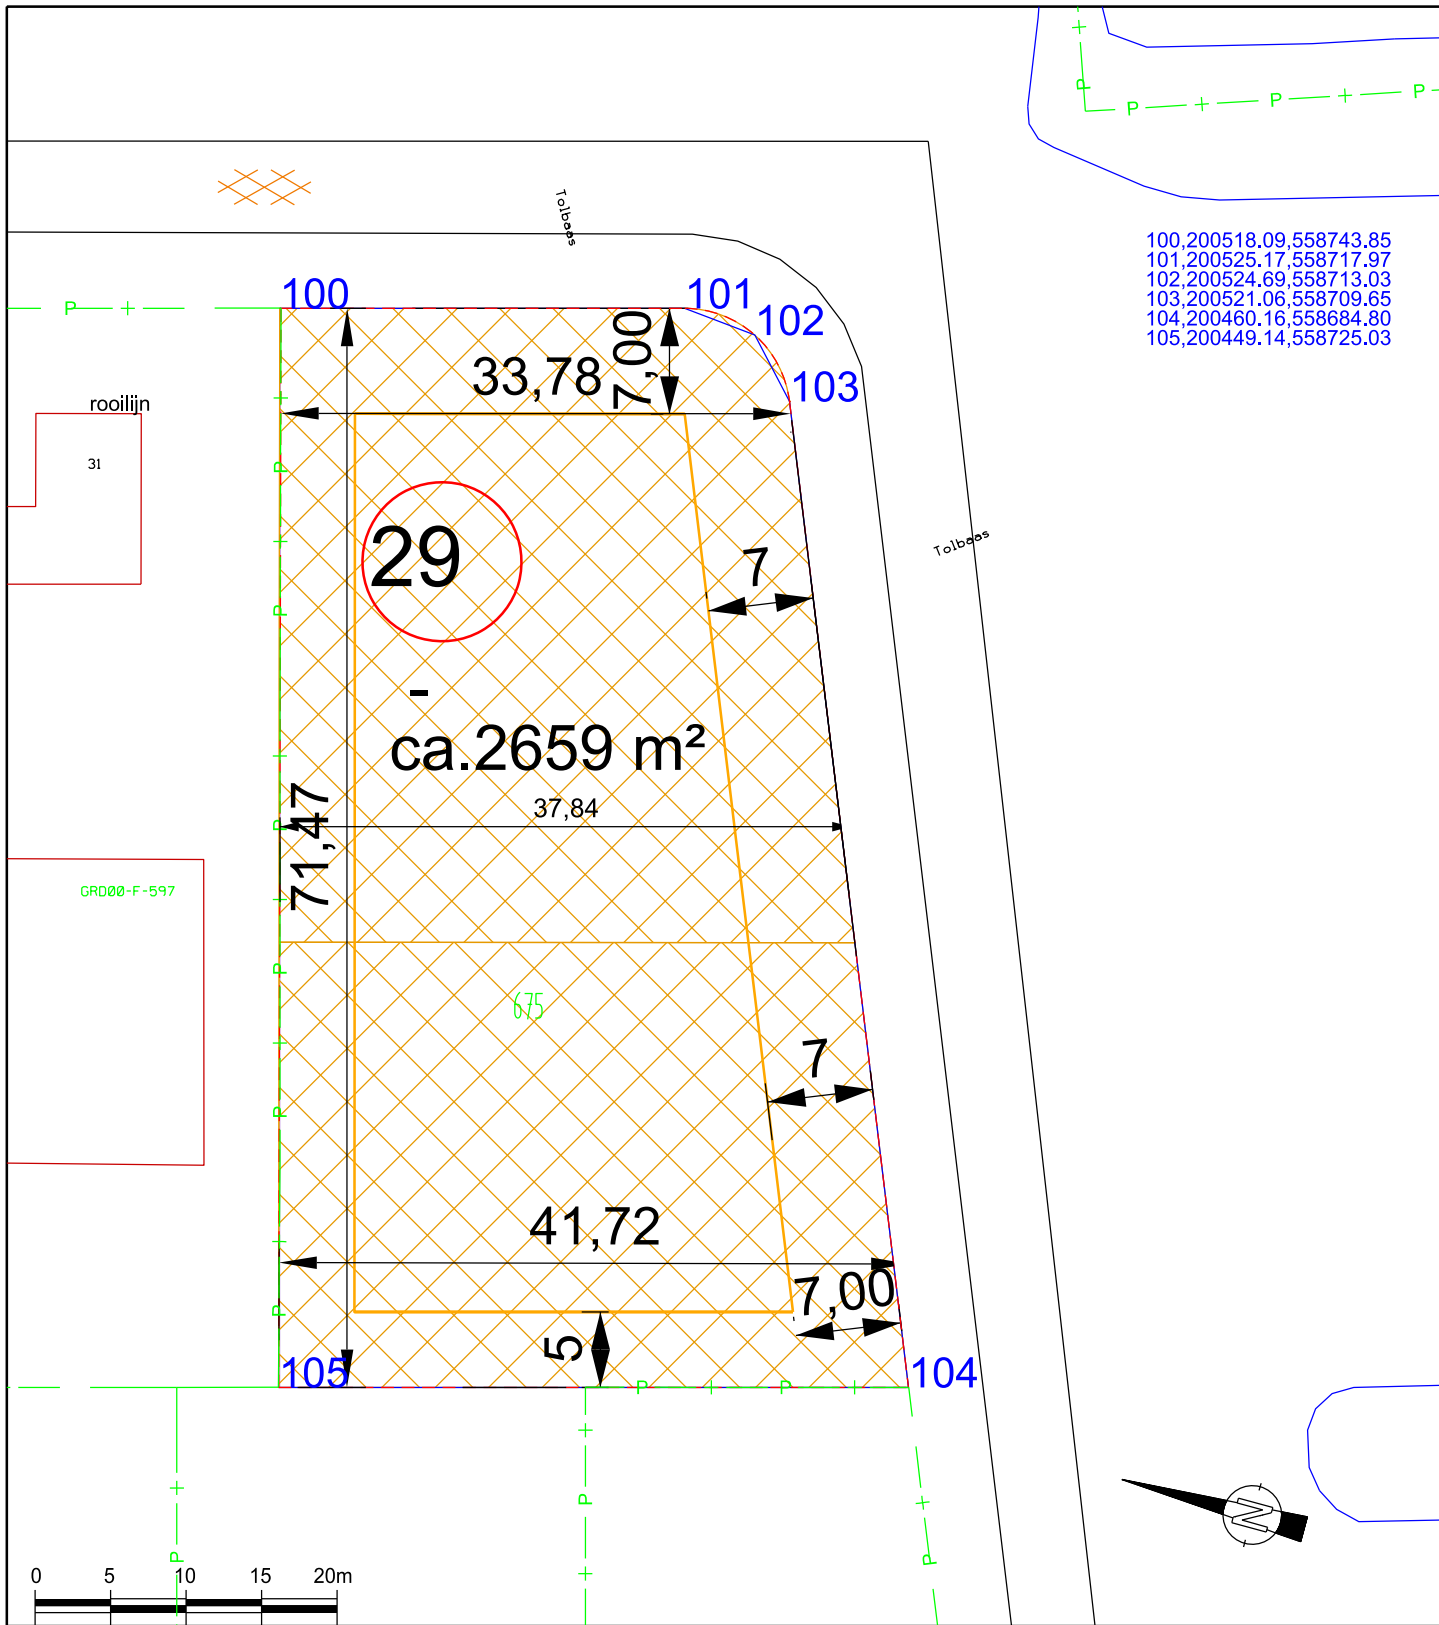 Tolbaas
100,200518.09,558743.85
101,200525.17,558717.97
102,200524.69,558713.03
103,200521.06,558709.65
104,200460.16,558684.80
105,200449.14,558725.03
P
P
P
P
P
100
101
102
103
33,78
7,00
rooilijn
31
P
29
7
Tolbaas
P
-
ca.2659 m²
37,84
71,47
P
GRD00-F-597
P
675
7
P
41,72
7,00
P
5
105
104
P
P
P
P
P
N
0 5 10 15 20m